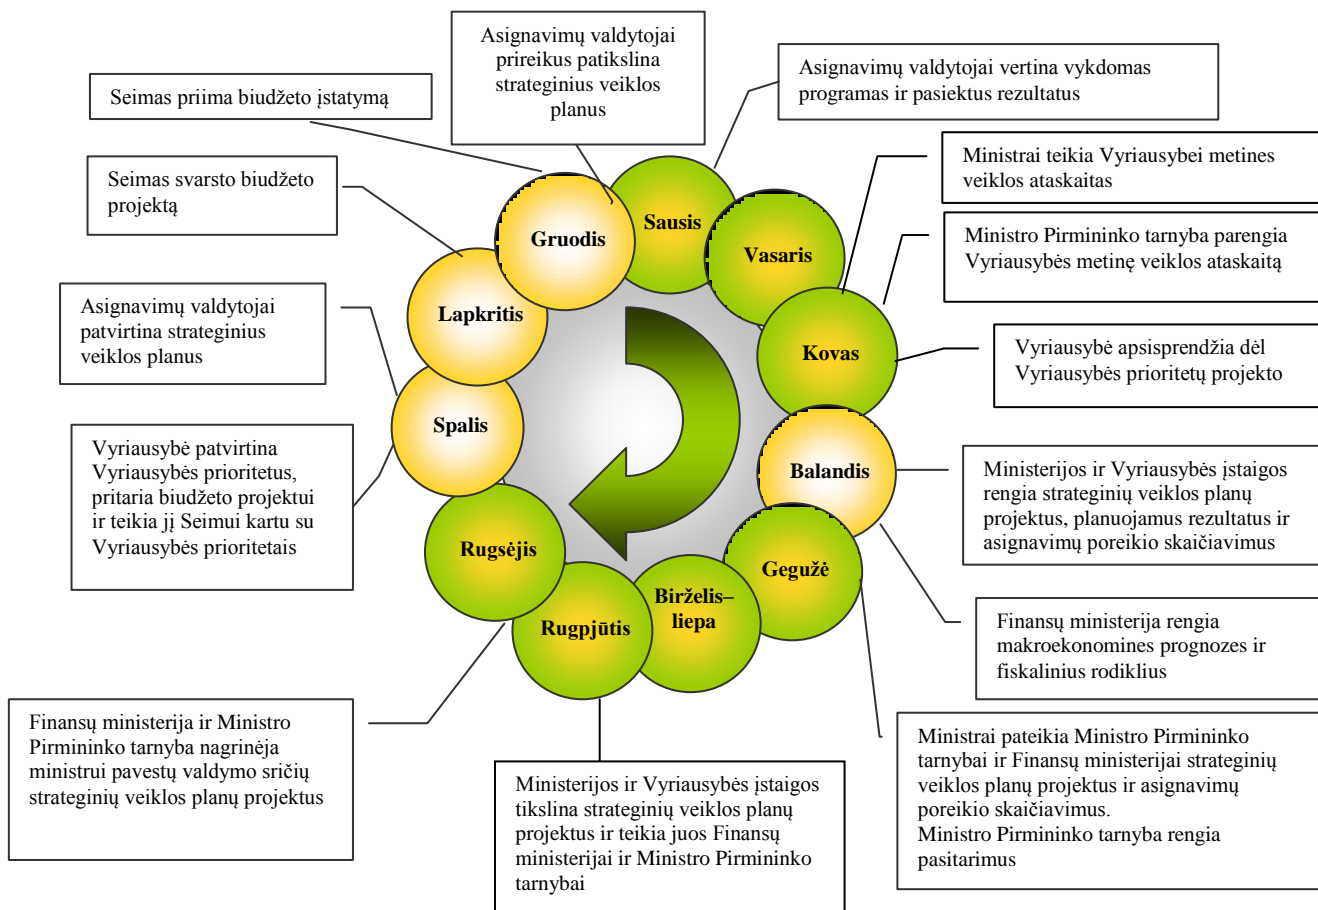 Asignavimų valdytojai
prireikus patikslina
strateginius veiklos
planus
Seimas priima biudžeto įstatymą
Asignavimų valdytojai vertina vykdomas
programas ir pasiektus rezultatus
Seimas svarsto biudžeto
projektą
Ministrai teikia Vyriausybei metines
veiklos ataskaitas
Ministro Pirmininko tarnyba parengia
Vyriausybės metinę veiklos ataskaitą
Asignavimų valdytojai
patvirtina strateginius
veiklos planus
Vyriausybė apsisprendžia dėl
Vyriausybės prioritetų projekto
Sausis
Vasaris
Kovas
Balandis
Gegužė
Birželis–
liepa
Rugpjūtis
Rugsėjis
Spalis
Lapkritis
Gruodis
Vyriausybė patvirtina
Vyriausybės prioritetus,
pritaria biudžeto projektui
ir teikia jį Seimui kartu su
Vyriausybės prioritetais
Ministerijos ir Vyriausybės įstaigos
rengia strateginių veiklos planų
projektus, planuojamus rezultatus ir
asignavimų poreikio skaičiavimus
Finansų ministerija rengia
makroekonomines prognozes ir
fiskalinius rodiklius
Finansų ministerija ir Ministro
Pirmininko tarnyba nagrinėja
ministrui pavestų valdymo sričių
strateginių veiklos planų projektus
Ministerijos ir Vyriausybės įstaigos
tikslina strateginių veiklos planų
projektus ir teikia juos Finansų
ministerijai ir Ministro Pirmininko
tarnybai
Ministrai pateikia Ministro Pirmininko
tarnybai ir Finansų ministerijai strateginių
veiklos planų projektus ir asignavimų
poreikio skaičiavimus.
Ministro Pirmininko tarnyba rengia
pasitarimus